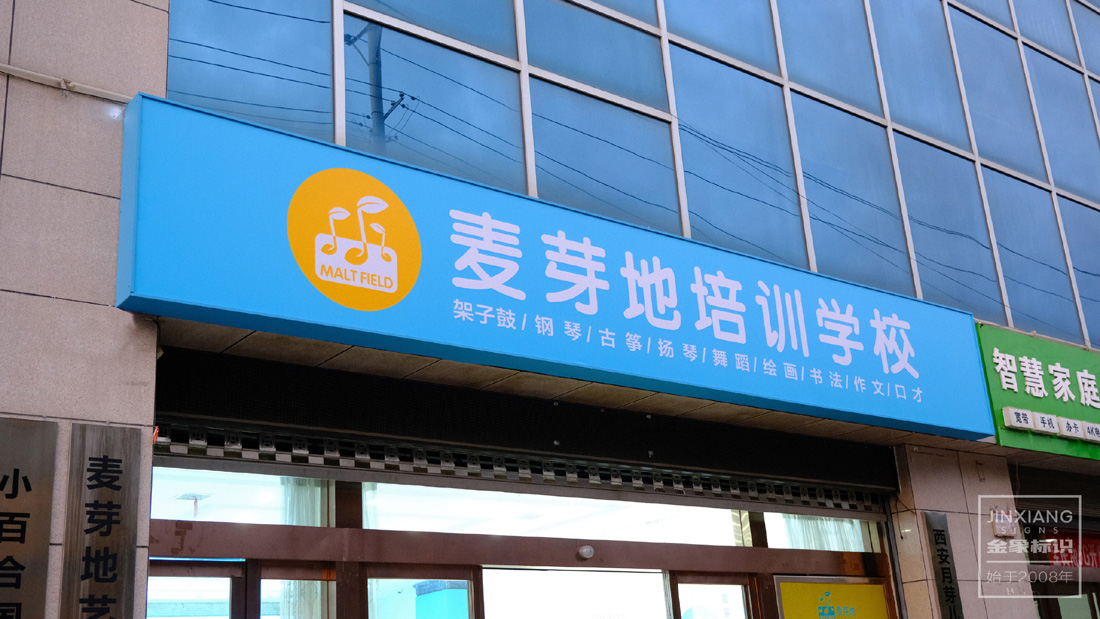 MALT FIELD
麦芽地培训学校
架子鼓/钢琴/古筝/扬琴/舞蹈/绘画/书法/作文/口才
智慧家庭
宽带 手机 办卡
小百合
麦芽地艺
西安月芽
JINXIANG
SIGNS
金象标识
始于2008年